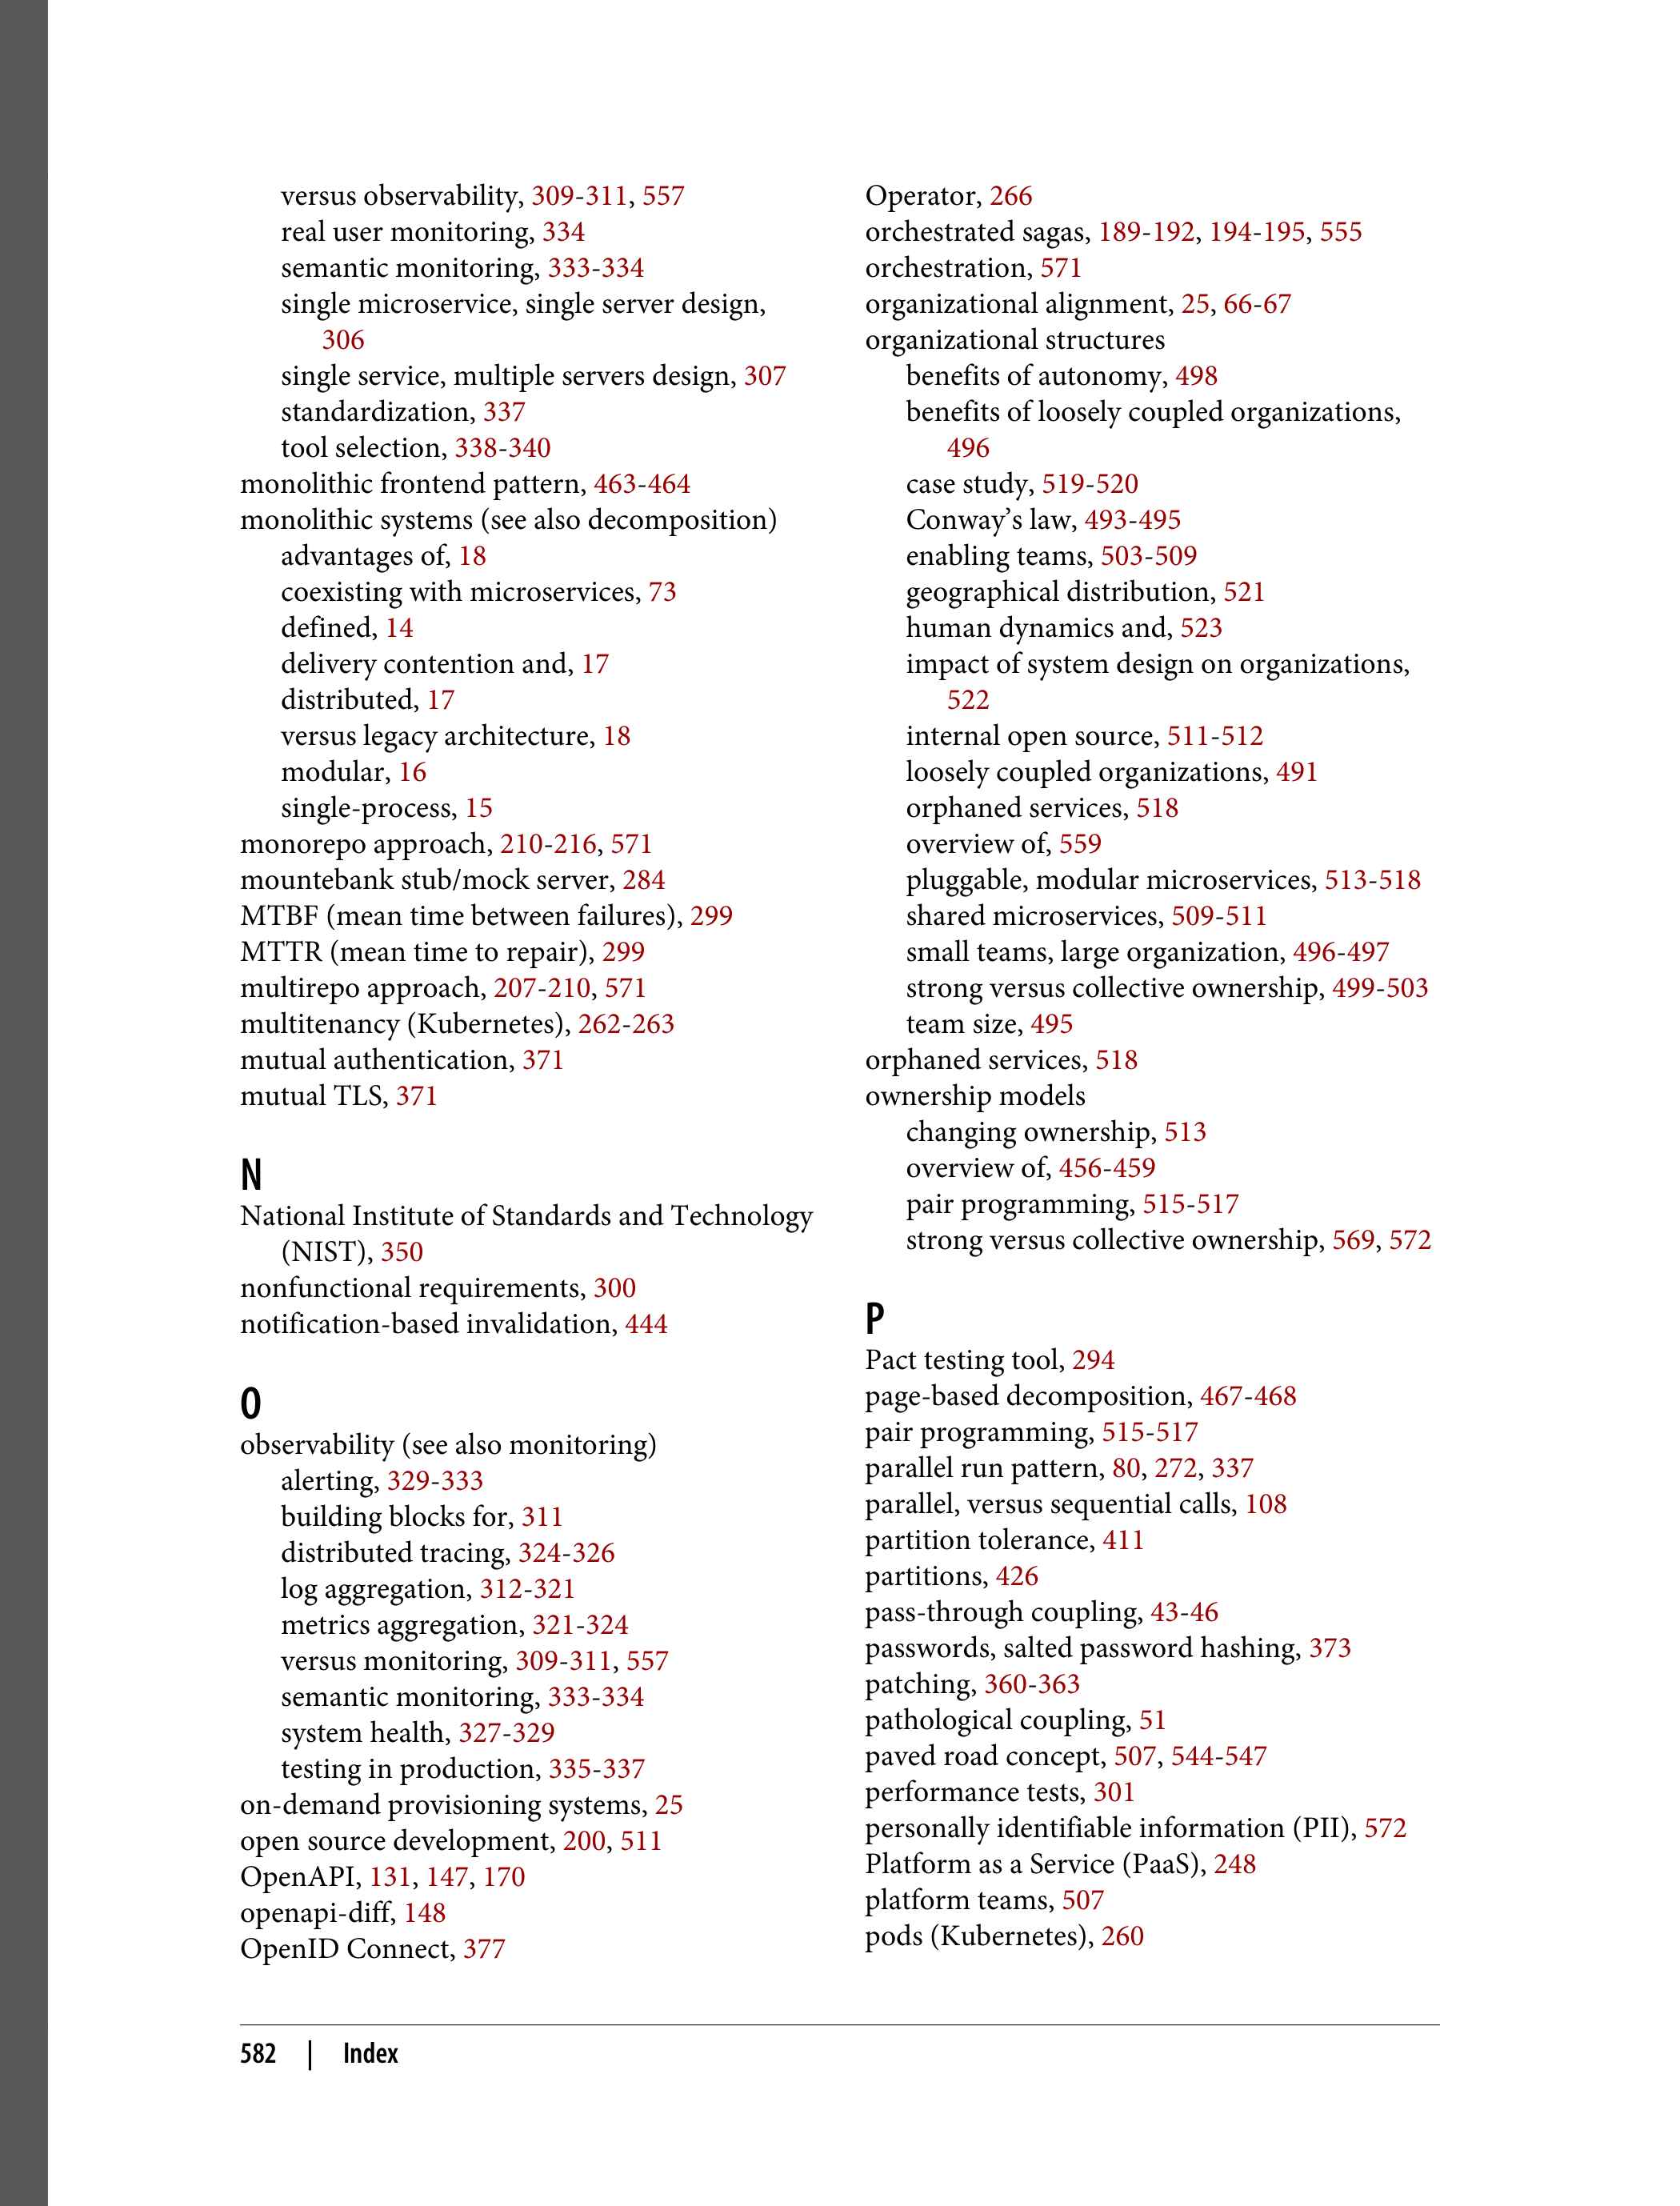 versus observability, 309-311, 557
real user monitoring, 334
semantic monitoring, 333-334
single microservice, single server design,
306
single service, multiple servers design, 307
standardization, 337
tool selection, 338-340
monolithic frontend pattern, 463-464
monolithic systems (see also decomposition)
advantages of, 18
coexisting with microservices, 73
defined, 14
delivery contention and, 17
distributed, 17
versus legacy architecture, 18
modular, 16
single-process, 15
monorepo approach, 210-216, 571
mountebank stub/mock server, 284
MTBF (mean time between failures), 299
MTTR (mean time to repair), 299
multirepo approach, 207-210, 571
multitenancy (Kubernetes), 262-263
mutual authentication, 371
mutual TLS, 371
N
National Institute of Standards and Technology
(NIST), 350
nonfunctional requirements, 300
notification-based invalidation, 444
O
observability (see also monitoring)
alerting, 329-333
building blocks for, 311
distributed tracing, 324-326
log aggregation, 312-321
metrics aggregation, 321-324
versus monitoring, 309-311, 557
semantic monitoring, 333-334
system health, 327-329
testing in production, 335-337
on-demand provisioning systems, 25
open source development, 200, 511
OpenAPI, 131, 147, 170
openapi-diff, 148
OpenID Connect, 377
Operator, 266
orchestrated sagas, 189-192, 194-195, 555
orchestration, 571
organizational alignment, 25, 66-67
organizational structures
benefits of autonomy, 498
benefits of loosely coupled organizations,
496
case study, 519-520
Conway’s law, 493-495
enabling teams, 503-509
geographical distribution, 521
human dynamics and, 523
impact of system design on organizations,
522
internal open source, 511-512
loosely coupled organizations, 491
orphaned services, 518
overview of, 559
pluggable, modular microservices, 513-518
shared microservices, 509-511
small teams, large organization, 496-497
strong versus collective ownership, 499-503
team size, 495
orphaned services, 518
ownership models
changing ownership, 513
overview of, 456-459
pair programming, 515-517
strong versus collective ownership, 569, 572
P
Pact testing tool, 294
page-based decomposition, 467-468
pair programming, 515-517
parallel run pattern, 80, 272, 337
parallel, versus sequential calls, 108
partition tolerance, 411
partitions, 426
pass-through coupling, 43-46
passwords, salted password hashing, 373
patching, 360-363
pathological coupling, 51
paved road concept, 507, 544-547
performance tests, 301
personally identifiable information (PII), 572
Platform as a Service (PaaS), 248
platform teams, 507
pods (Kubernetes), 260
582 | Index